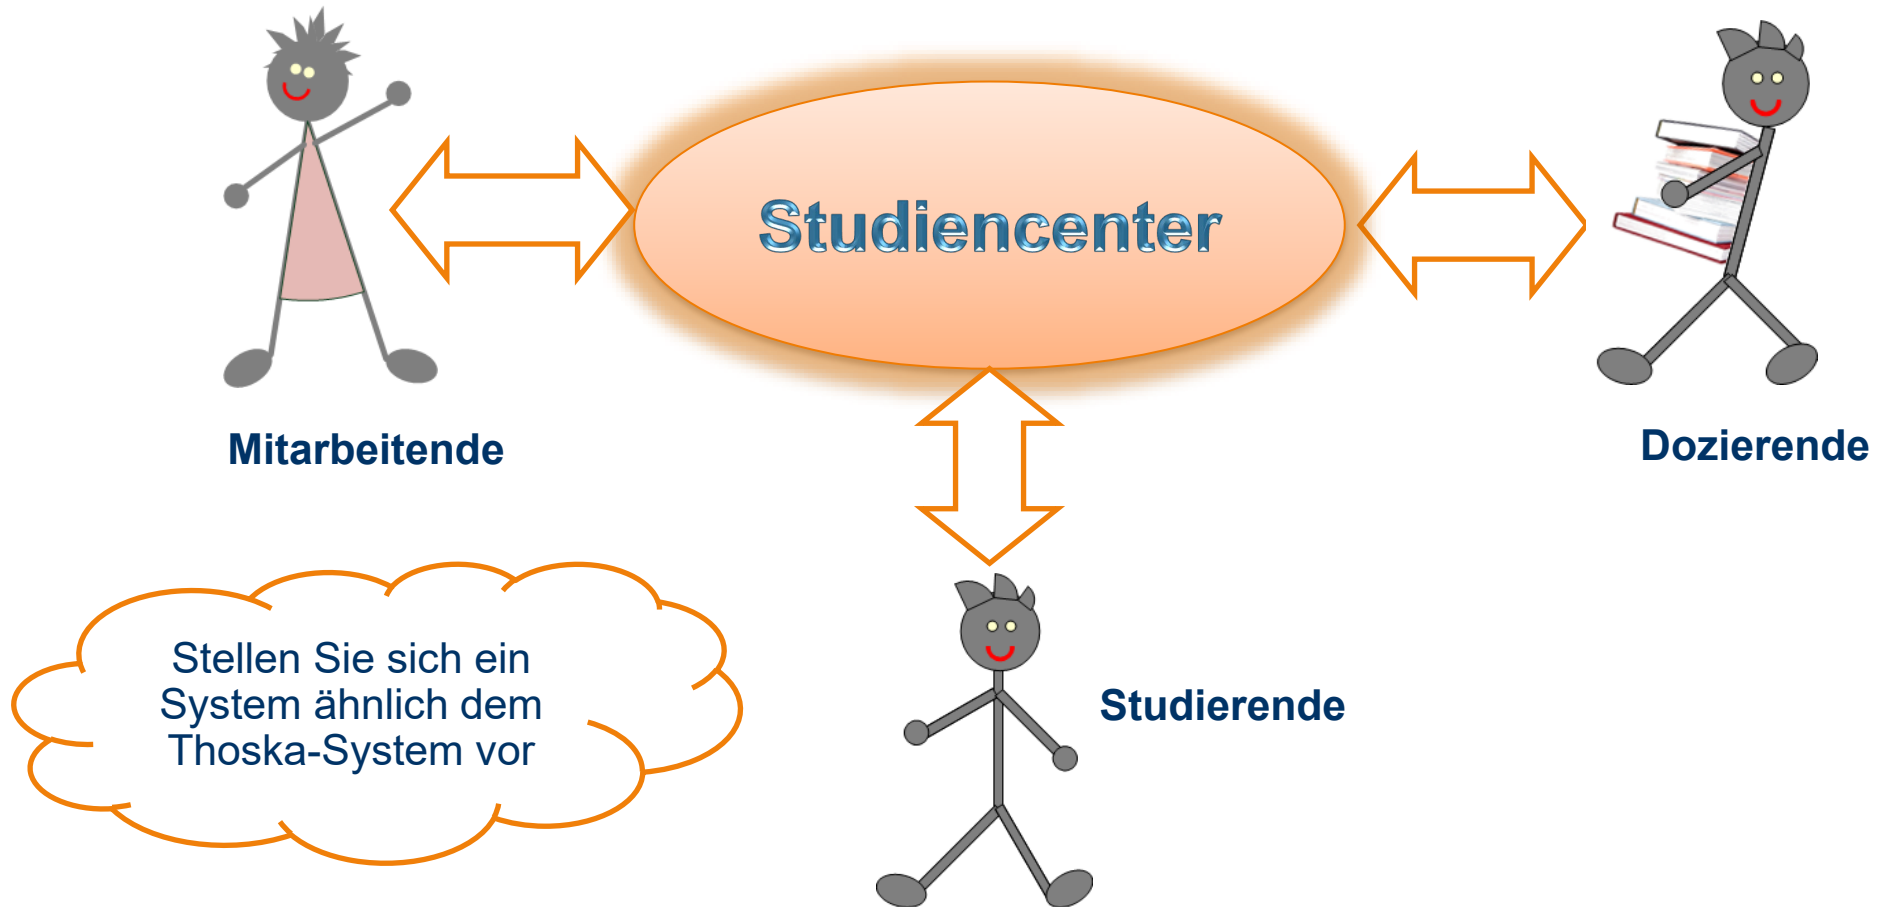 Studiencenter
Mitarbeitende
Dozierende
Stellen Sie sich ein
System ähnlich dem
Thoska-System vor
Studierende